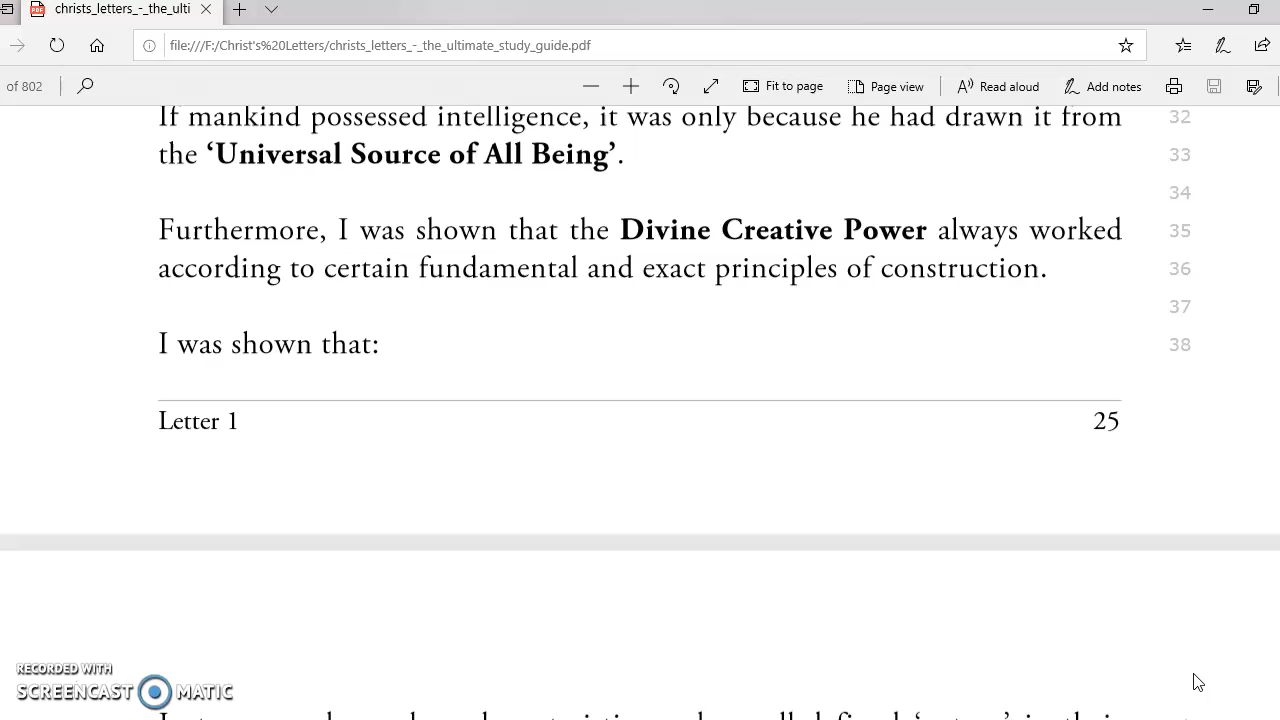 christs_letters_-_the_ulti
file:///F:/Christ's%20Letters/christs_letters_-_the_ultimate_study_guide.pdf
of 802 Fit to page Page view Read aloud Add notes
If mankind possessed intelligence, it was only because he had drawn it from 32
the ‘Universal Source of All Being’. 33
34
Furthermore, I was shown that the Divine Creative Power always worked 35
according to certain fundamental and exact principles of construction. 36
37
I was shown that: 38
Letter 1 25
RECORDED WITH
SCREENCAST MATIC